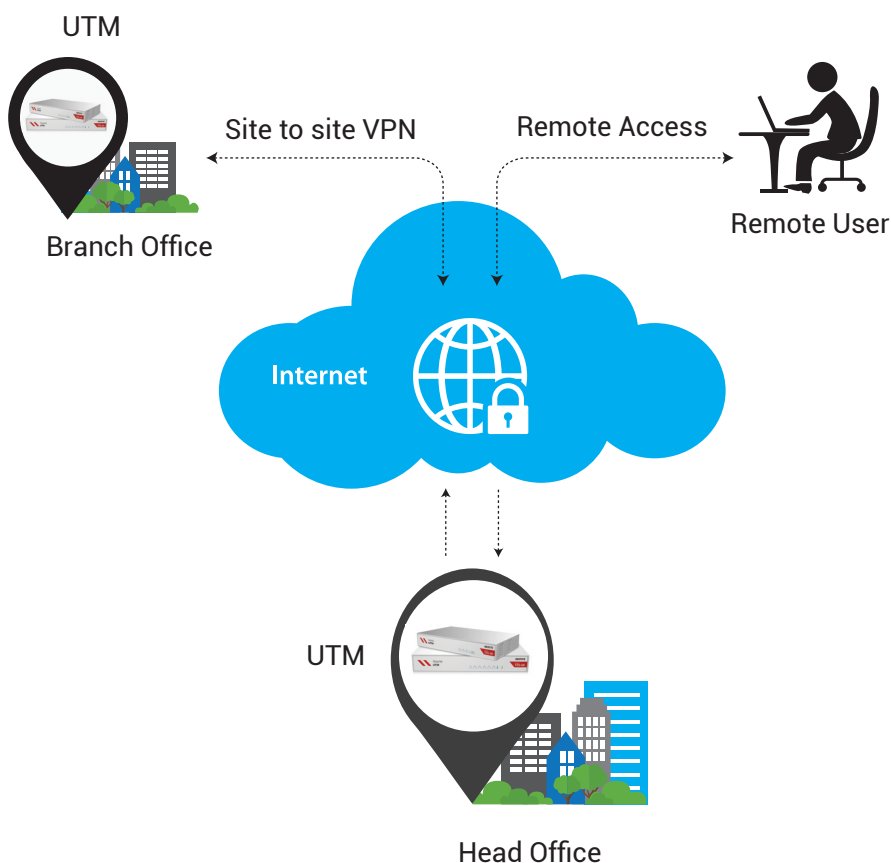 UTM
Site to site VPN
Remote Access
Branch Office
Remote User
Internet
UTM
Head Office